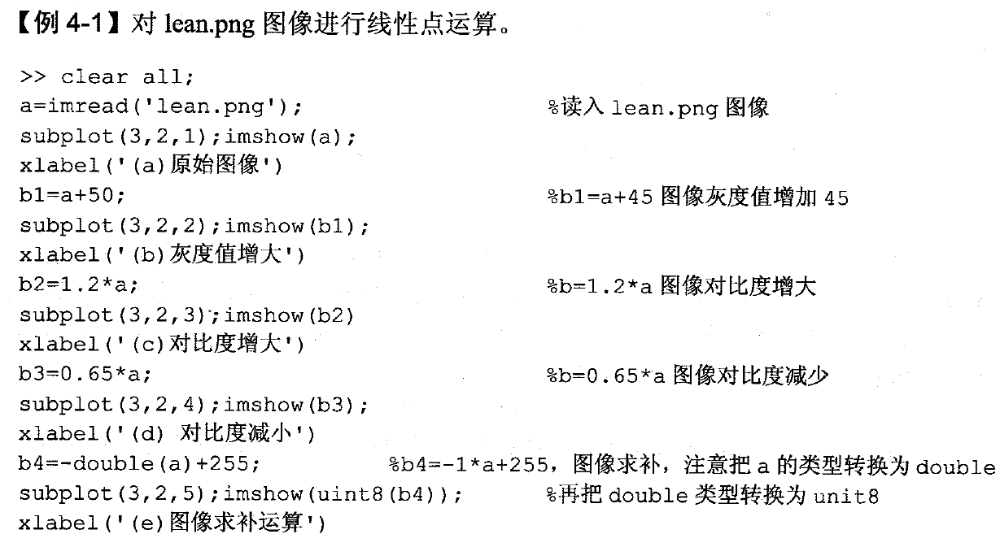 【例 4-1】对 lean.png 图像进行线性点运算。
>> clear all;
a=imread('lean.png'); %读入 lean.png 图像
subplot(3,2,1);imshow(a);
xlabel('(a)原始图像')
b1=a+50; %b1=a+45 图像灰度值增加 45
subplot(3,2,2);imshow(b1);
xlabel('(b)灰度值增大')
b2=1.2*a; %b=1.2*a 图像对比度增大
subplot(3,2,3);imshow(b2)
xlabel('(c)对比度增大')
b3=0.65*a; %b=0.65*a 图像对比度减少
subplot(3,2,4);imshow(b3);
xlabel('(d) 对比度减小')
b4=-double(a)+255; %b4=-1*a+255，图像求补，注意把 a 的类型转换为 double
subplot(3,2,5);imshow(uint8(b4)); %再把 double 类型转换为 unit8
xlabel('(e)图像求补运算')